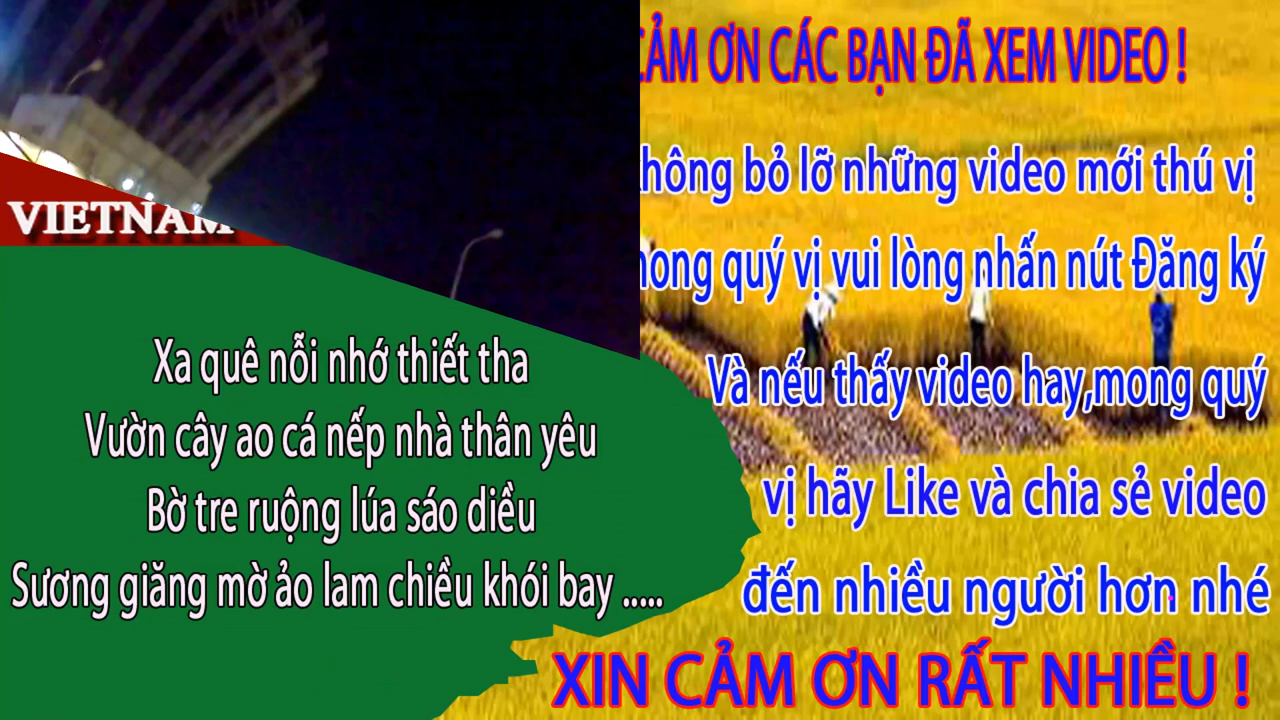 VIETNAM
Xa quê nỗi nhớ thiết tha
Vườn cây ao cá nếp nhà thân yêu
Bờ tre ruộng lúa sáo diều
Sương giăng mờ ảo lam chiều khói bay .....
CẢM ƠN CÁC BẠN ĐÃ XEM VIDEO !
không bỏ lỡ những video mới thú vị
mong quý vị vui lòng nhấn nút Đăng ký
Và nếu thấy video hay,mong quý
vị hãy Like và chia sẻ video
đến nhiều người hơn nhé
XIN CẢM ƠN RẤT NHIỀU !